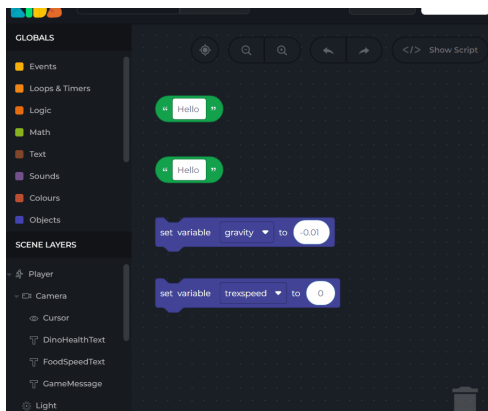 GLOBALS
Events
Loops & Timers
Logic
Math
Text
Sounds
Colours
Objects
SCENE LAYERS
Player
Camera
Cursor
DinoHealthText
FoodSpeedText
GameMessage
Light
</> Show Script
“ Hello ”
“ Hello ”
set variable gravity to -0.01
set variable trexspeed to 0